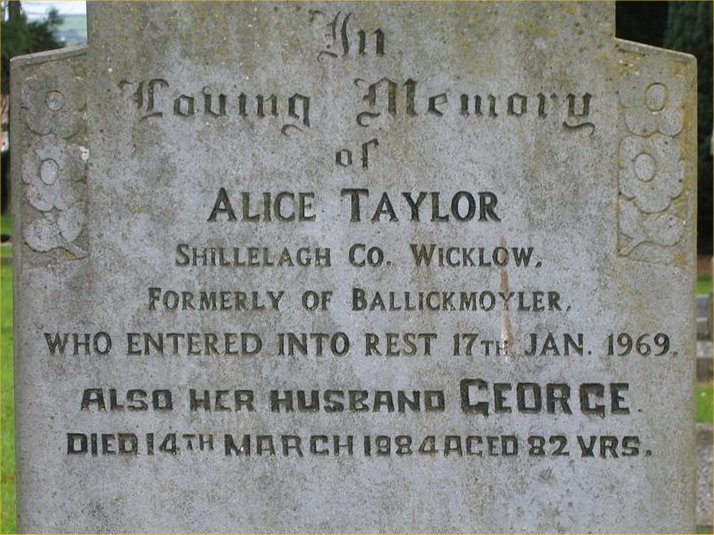 In
Loving Memory
of
ALICE TAYLOR
SHILLELAGH CO. WICKLOW.
FORMERLY OF BALLICKMOYLER.
WHO ENTERED INTO REST 17TH JAN. 1969.
ALSO HER HUSBAND GEORGE.
DIED 14TH MARCH 1984 AGED 82 YRS.